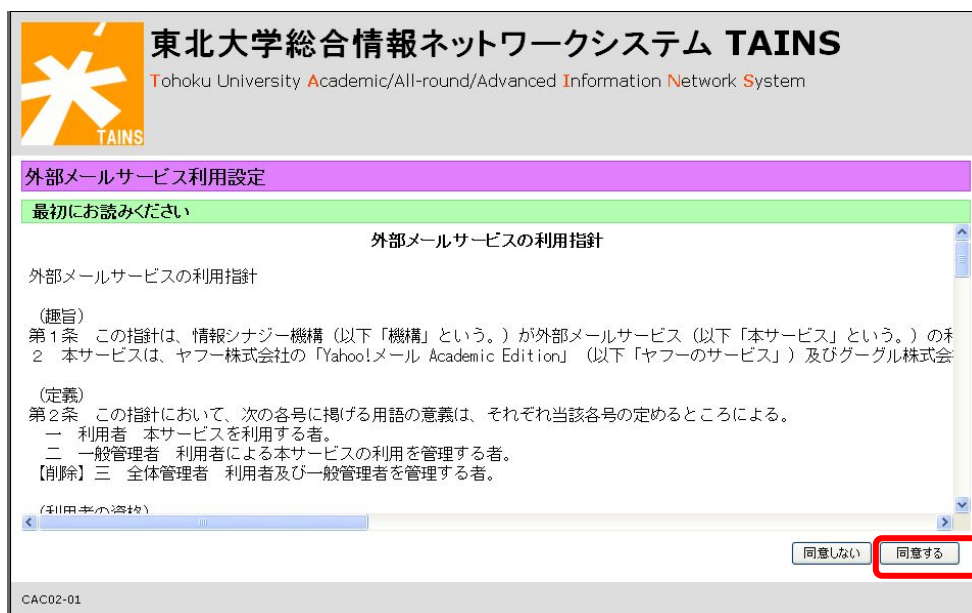 東北大学総合情報ネットワークシステム TAINS
Tohoku University Academic/All-round/Advanced Information Network System
TAINS
外部メールサービス利用設定
最初にお読みください
外部メールサービスの利用指針
外部メールサービスの利用指針
（趣旨）
第１条　この指針は、情報シナジー機構（以下「機構」という。）が外部メールサービス（以下「本サービス」という。）の利
２　本サービスは、ヤフー株式会社の「Yahoo!メール Academic Edition」（以下「ヤフーのサービス」）及びグーグル株式会
（定義）
第２条　この指針において、次の各号に掲げる用語の意義は、それぞれ当該各号の定めるところによる。
一　利用者　本サービスを利用する者。
二　一般管理者　利用者による本サービスの利用を管理する者。
【削除】三　全体管理者　利用者及び一般管理者を管理する者。
（利用者の資格）
同意しない
同意する
CAC02-01